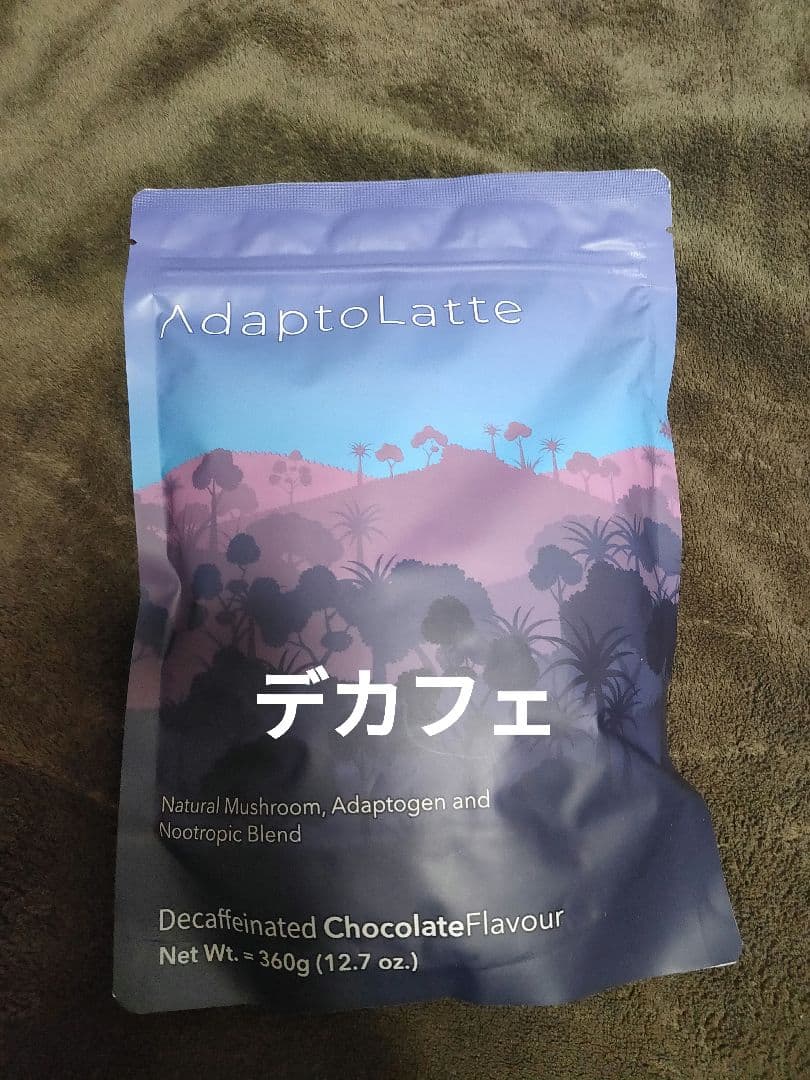 AdaptoLatte
デカフェ
Natural Mushroom, Adaptogen and
Nootropic Blend
Decaffeinated ChocolateFlavour
Net Wt. = 360g (12.7 oz.)